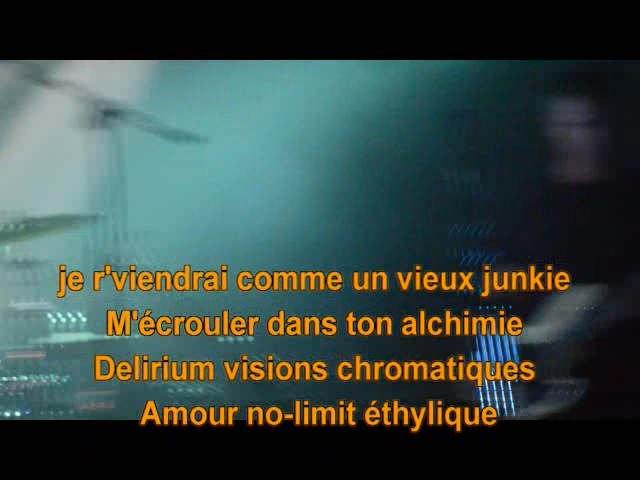 je r'viendrai comme un vieux junkie
M'écrouler dans ton alchimie
Delirium visions chromatiques
Amour no-limit éthylique